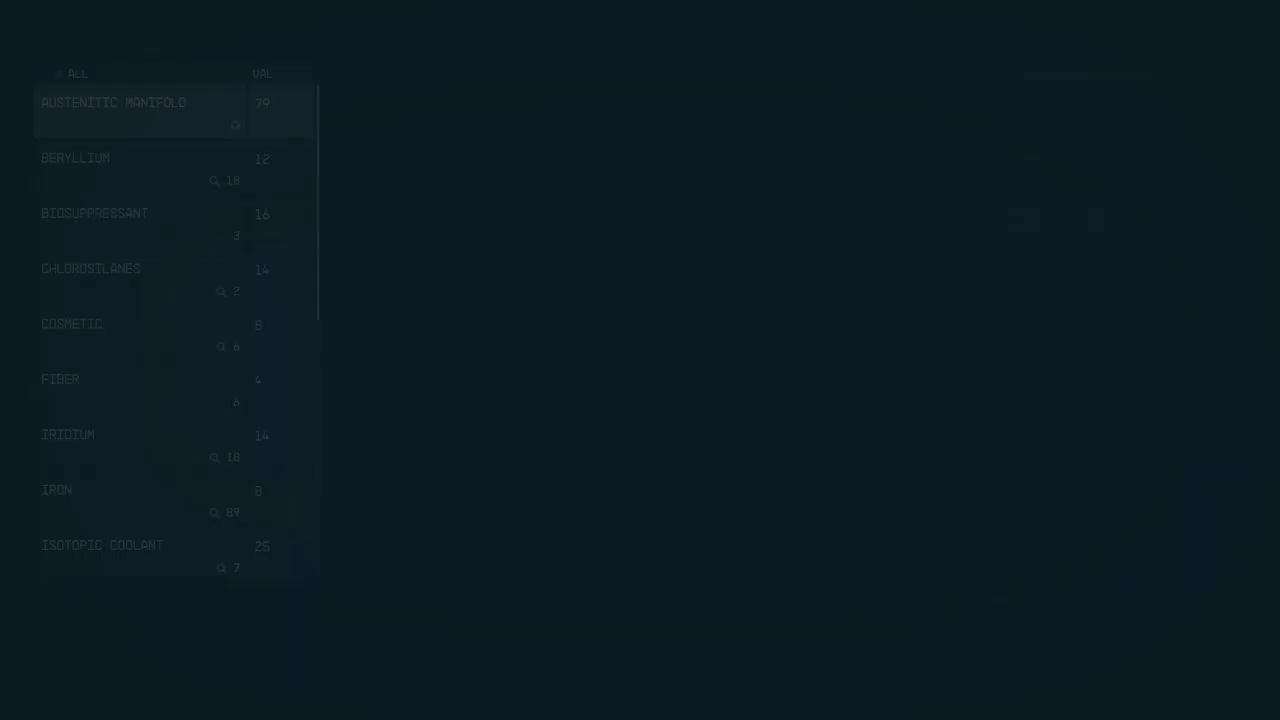 ALL VAL
AUSTENITIC MANIFOLD 79
BERYLLIUM 12
18
BIOSUPPRESSANT 16
3
CHLOROSILANES 14
2
COSMETIC 8
6
FIBER 4
6
IRIDIUM 14
18
IRON 8
89
ISOTOPIC COOLANT 25
7